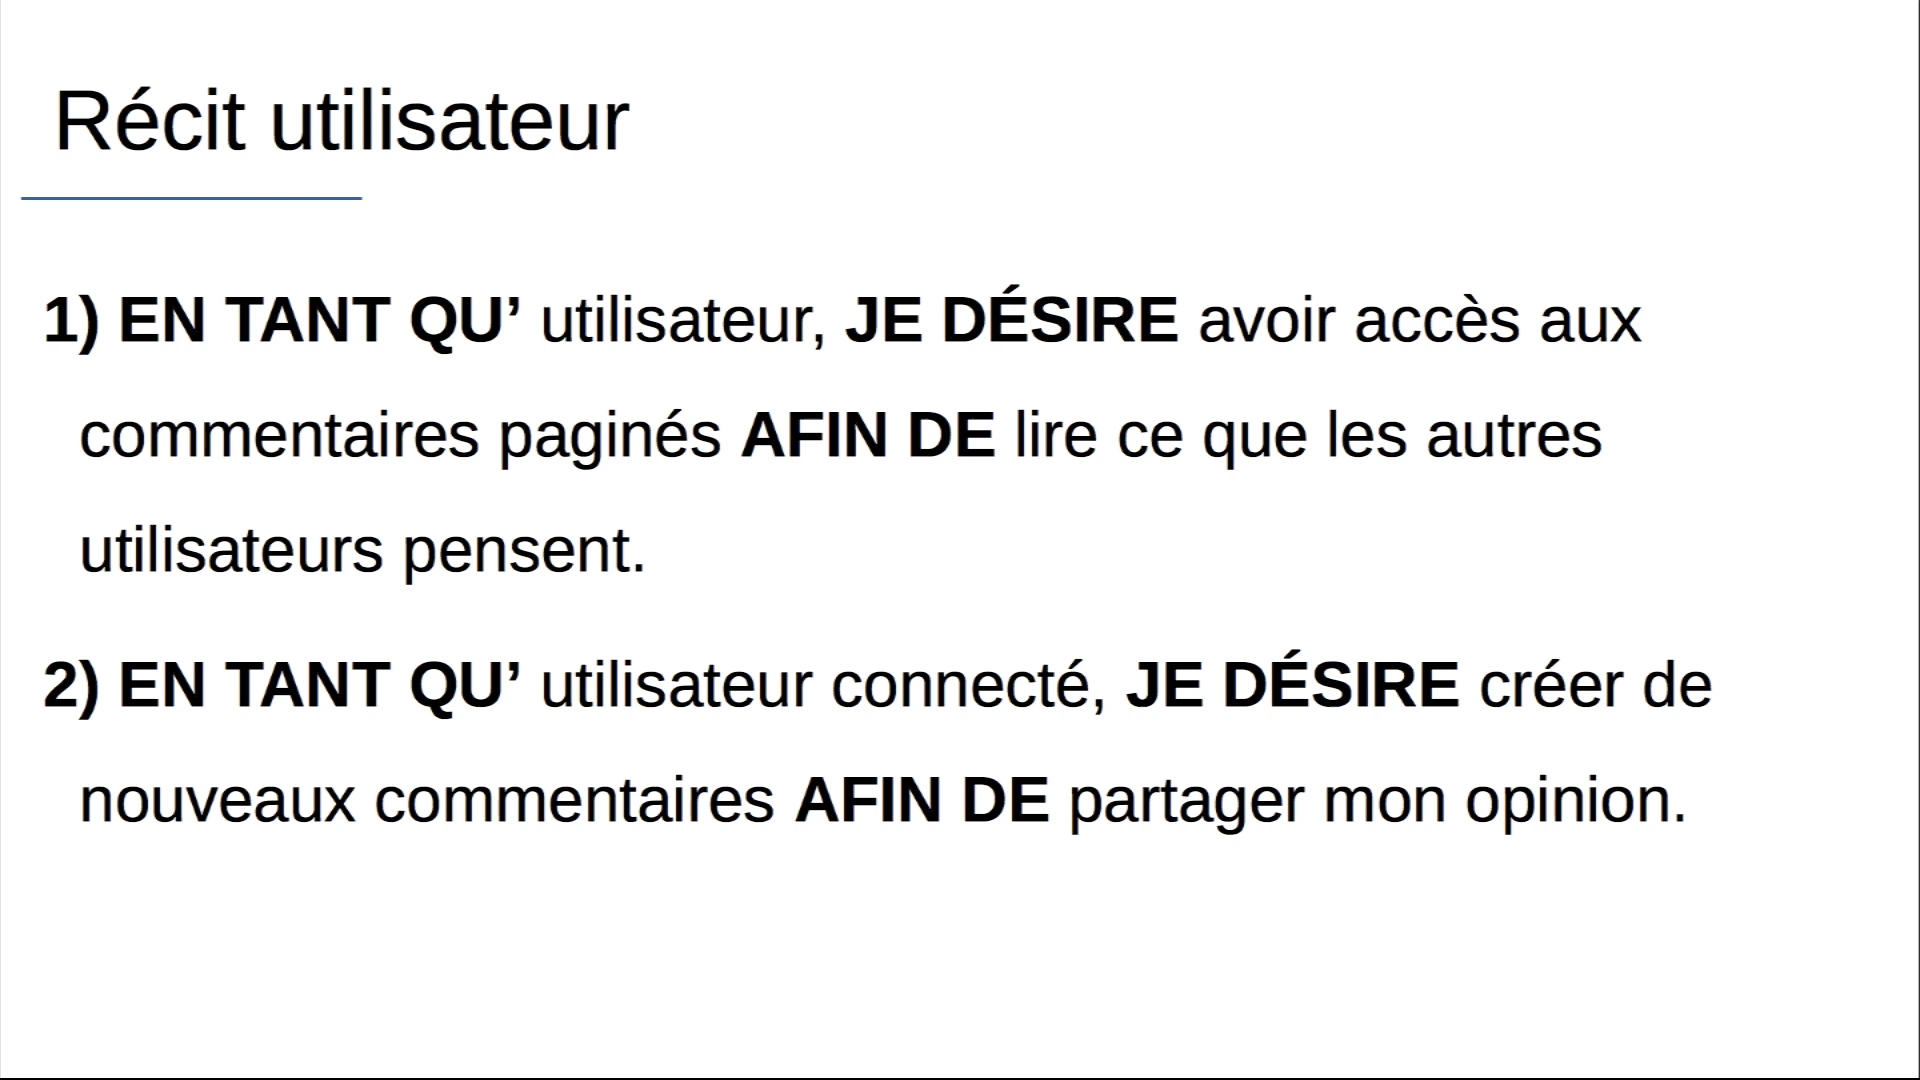 Récit utilisateur
1) EN TANT QU’ utilisateur, JE DÉSIRE avoir accès aux
commentaires paginés AFIN DE lire ce que les autres
utilisateurs pensent.
2) EN TANT QU’ utilisateur connecté, JE DÉSIRE créer de
nouveaux commentaires AFIN DE partager mon opinion.